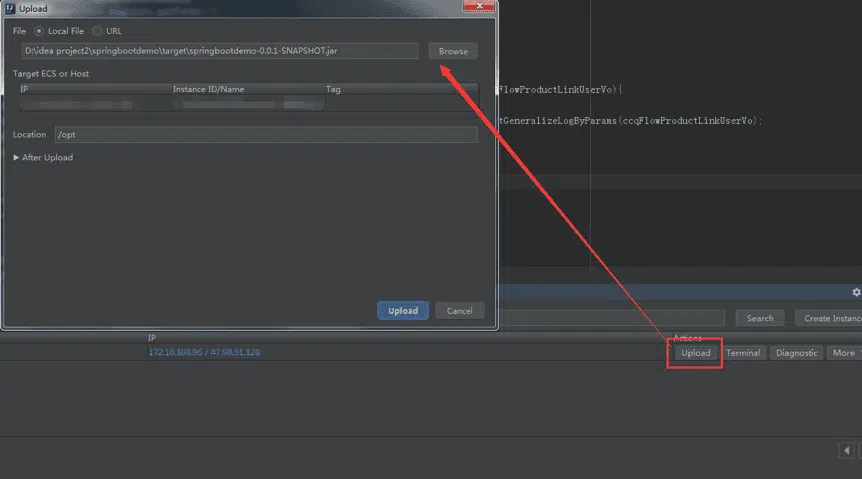 Upload
File Local File URL
D:\idea project2\springbootdemo\target\springbootdemo-0.0.1-SNAPSHOT.jar Browse
Target ECS or Host
IP Instance ID/Name Tag
Location /opt
After Upload
Upload Cancel
lowProductLinkUserVo){
tGeneralizeLogByParams(ccqFlowProductLinkUserVo);
Search Create Instance
IP Actions
172.16.108.96 / 47.98.51.128 Upload Terminal Diagnostic More